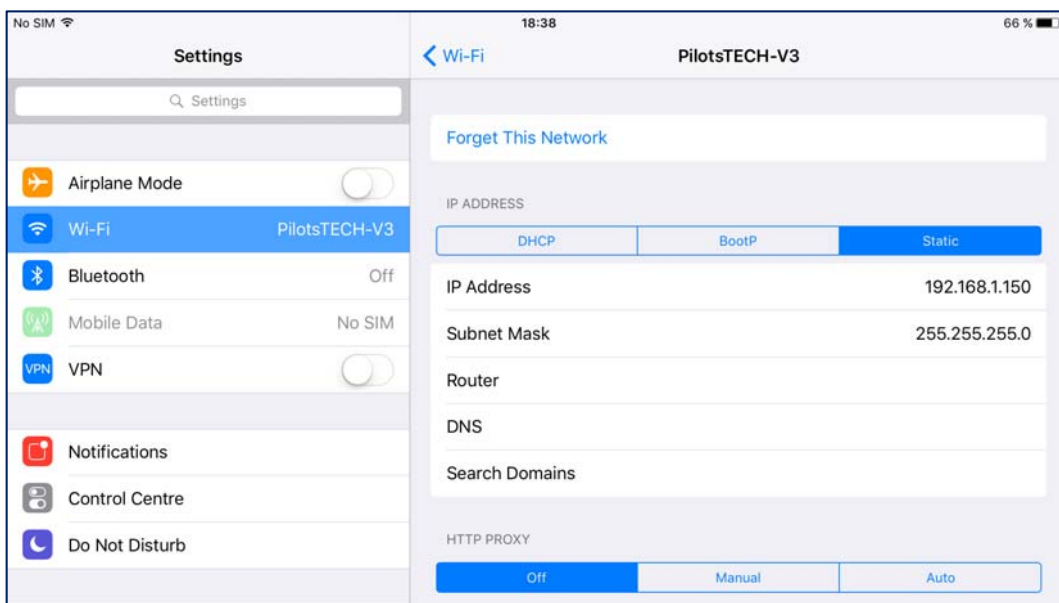 No SIM 18:38 66 %
Settings
Settings
Airplane Mode
Wi-Fi PilotsTECH-V3
Bluetooth Off
Mobile Data No SIM
VPN VPN
Notifications
Control Centre
Do Not Disturb
Wi-Fi PilotsTECH-V3
Forget This Network
IP ADDRESS
DHCP BootP Static
IP Address 192.168.1.150
Subnet Mask 255.255.255.0
Router
DNS
Search Domains
HTTP PROXY
Off Manual Auto